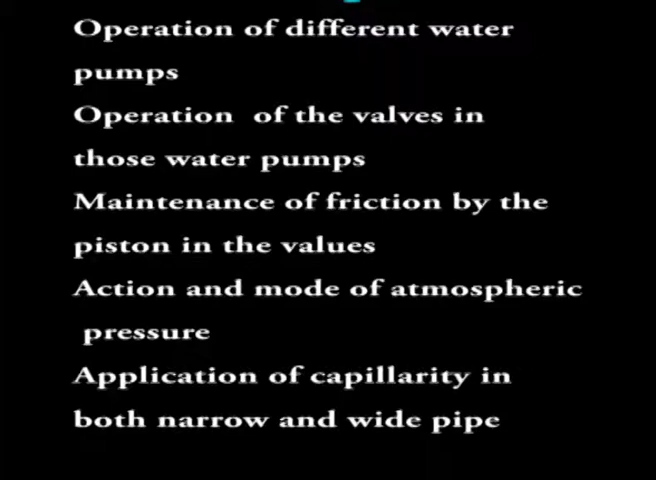 Operation of different water
pumps
Operation of the valves in
those water pumps
Maintenance of friction by the
piston in the values
Action and mode of atmospheric
pressure
Application of capillarity in
both narrow and wide pipe